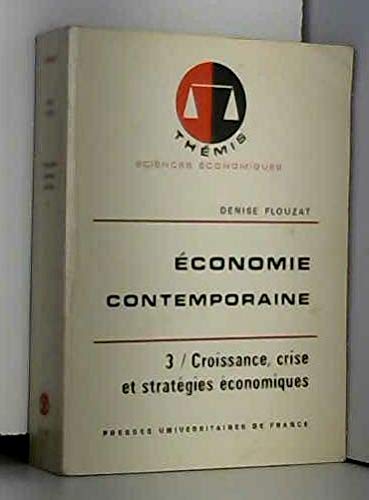 THÉMIS
SCIENCES ÉCONOMIQUES
DENISE FLOUZAT
ÉCONOMIE
CONTEMPORAINE
3 / Croissance, crise
et stratégies économiques
PRESSES UNIVERSITAIRES DE FRANCE